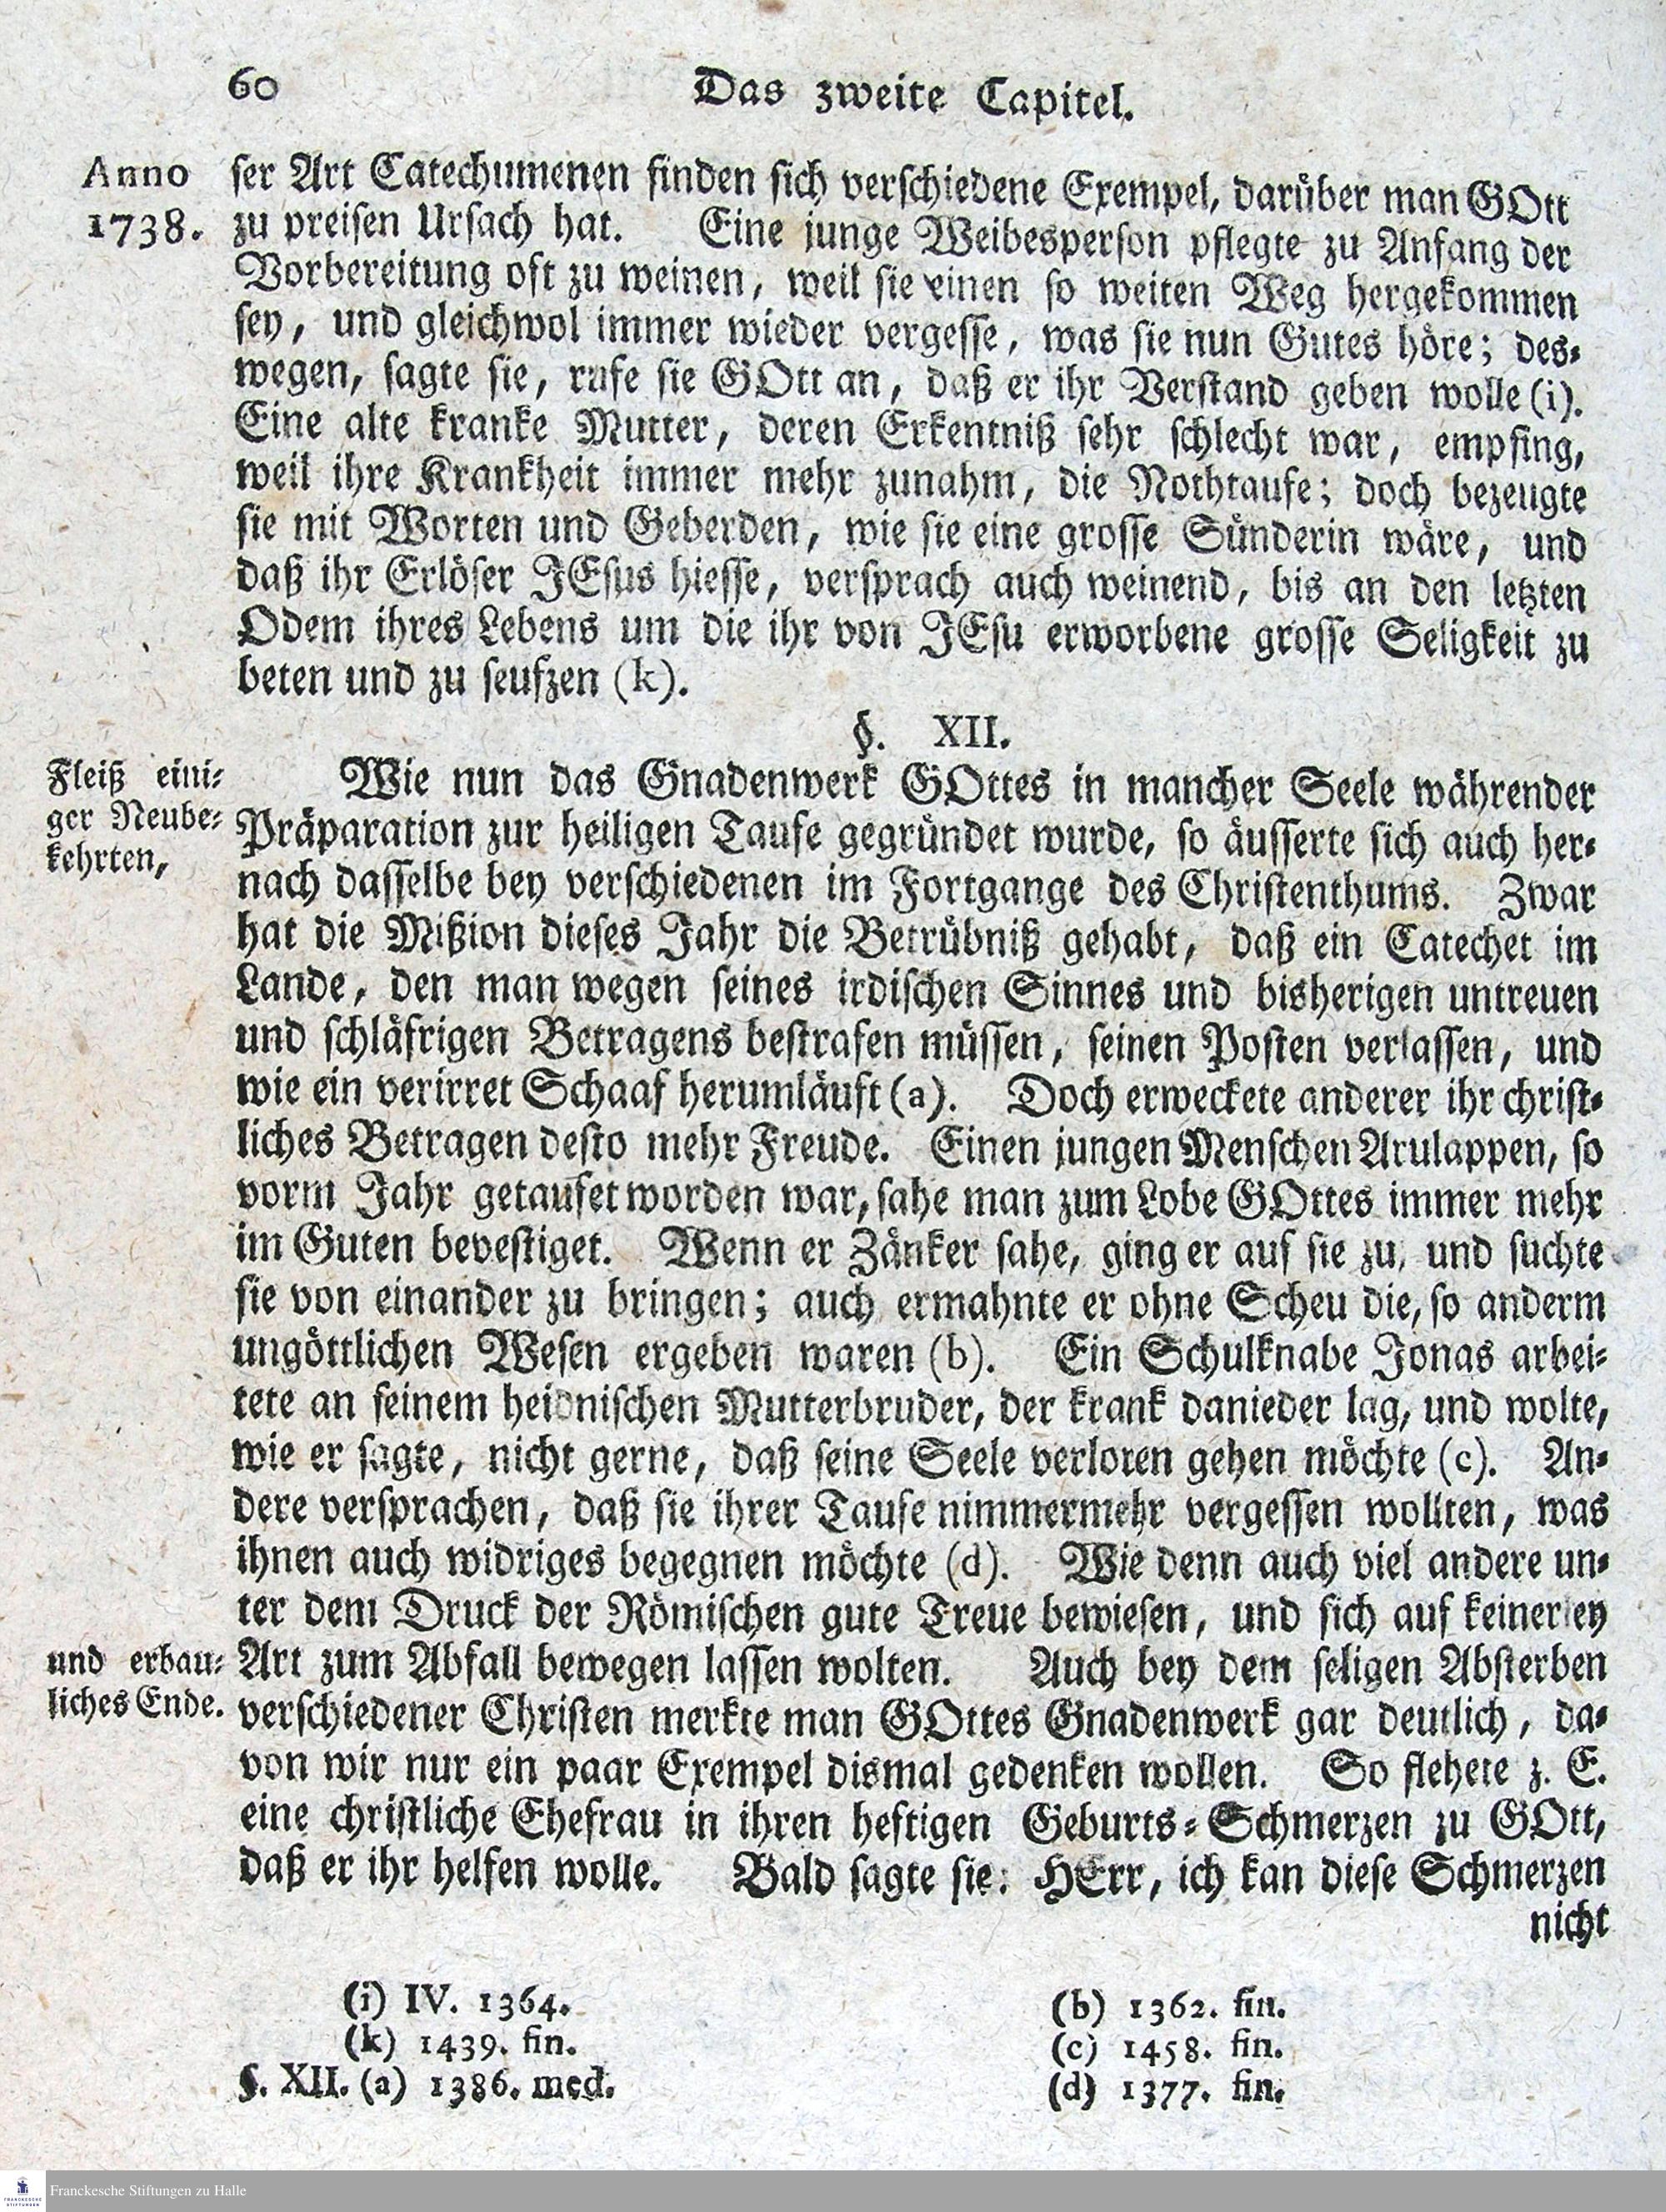 60 Das zweite Capitel.
Anno
1738.
ser Art Catechumenen finden sich verschiedene Exempel, darüber man GOtt
zu preisen Ursach hat. Eine junge Weibesperson pflegte zu Anfang der
Vorbereitung oft zu weinen, weil sie einen so weiten Weg hergekommen
sey, und gleichwol immer wieder vergesse, was sie nun Gutes höre; des-
wegen, sagte sie, rufe sie GOtt an, daß er ihr Verstand geben wolle (i).
Eine alte kranke Mutter, deren Erkentniß sehr schlecht war, empfing,
weil ihre Krankheit immer mehr zunahm, die Nothtaufe; doch bezeugte
sie mit Worten und Geberden, wie sie eine grosse Sünderin wäre, und
daß ihr Erlöser JEsus hiesse, versprach auch weinend, bis an den letzten
Odem ihres Lebens um die ihr von JEsu erworbene grosse Seligkeit zu
beten und zu seufzen (k).
§. XII.
Fleiß eini-
ger Neube-
kehrten,
Wie nun das Gnadenwerk GOttes in mancher Seele währender
Präparation zur heiligen Taufe gegründet wurde, so äusserte sich auch her-
nach dasselbe bey verschiedenen im Fortgange des Christenthums. Zwar
hat die Mißion dieses Jahr die Betrübniß gehabt, daß ein Catechet im
Lande, den man wegen seines irdischen Sinnes und bisherigen untreuen
und schläfrigen Betragens bestrafen müssen, seinen Posten verlassen, und
wie ein verirret Schaaf herumläuft (a). Doch erweckete anderer ihr christ-
liches Betragen desto mehr Freude. Einen jungen Menschen Arulappen, so
vorm Jahr getaufet worden war, sahe man zum Lobe GOttes immer mehr
im Guten bevestiget. Wenn er Zänker sahe, ging er auf sie zu, und suchte
sie von einander zu bringen; auch ermahnte er ohne Scheu die, so anderm
ungöttlichen Wesen ergeben waren (b). Ein Schulknabe Jonas arbei-
tete an seinem heidnischen Mutterbruder, der krank danieder lag, und wolte,
wie er sagte, nicht gerne, daß seine Seele verloren gehen möchte (c). An-
dere versprachen, daß sie ihrer Taufe nimmermehr vergessen wollten, was
ihnen auch widriges begegnen möchte (d). Wie denn auch viel andere un-
ter dem Druck der Römischen gute Treue bewiesen, und sich auf keinerley
und erbau-
liches Ende.
Art zum Abfall bewegen lassen wolten. Auch bey dem seligen Absterben
verschiedener Christen merkte man GOttes Gnadenwerk gar deutlich, da-
von wir nur ein paar Exempel dismal gedenken wollen. So flehete z. E.
eine christliche Ehefrau in ihren heftigen Geburts-Schmerzen zu GOtt,
daß er ihr helfen wolle. Bald sagte sie: HErr, ich kan diese Schmerzen
nicht
(i) IV. 1364.
(k) 1439. fin.
§. XII. (a) 1386. med.
(b) 1362. fin.
(c) 1458. fin.
(d) 1377. fin.
FRANCKESCHE
STIFTUNGEN
Franckesche Stiftungen zu Halle